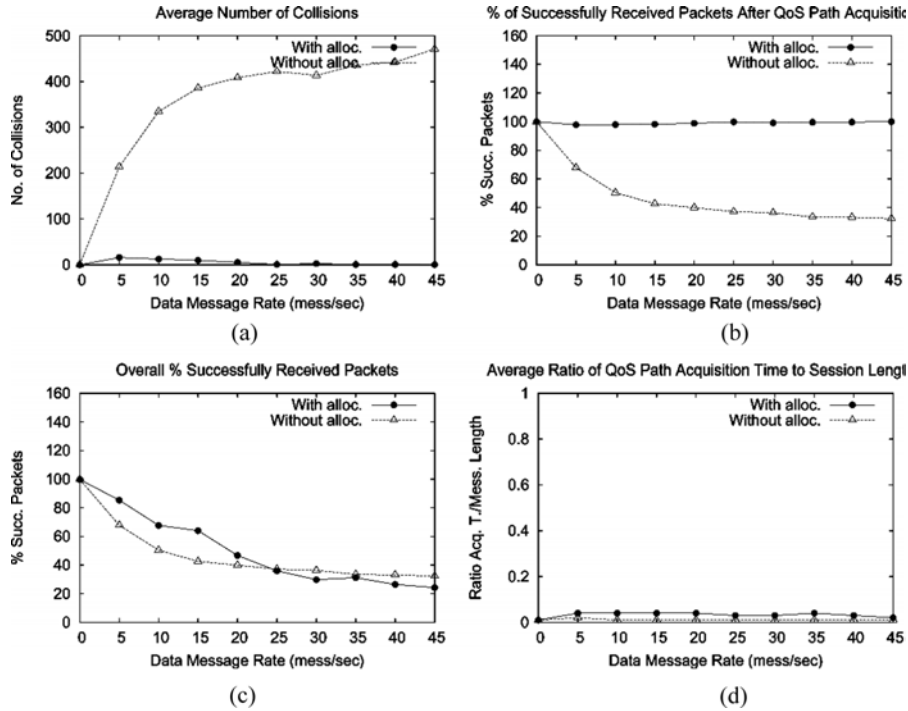 Average Number of Collisions
500
400
300
200
100
0
No. of Collisions
With alloc.
Without alloc.
0 5 10 15 20 25 30 35 40 45
Data Message Rate (mess/sec)
(a)
% of Successfully Received Packets After QoS Path Acquisitio
160
140
120
100
80
60
40
20
0
% Succ. Packets
With alloc.
Without alloc.
0 5 10 15 20 25 30 35 40 45
Data Message Rate (mess/sec)
(b)
Overall % Successfully Received Packets
160
140
120
100
80
60
40
20
0
% Succ. Packets
With alloc.
Without alloc.
0 5 10 15 20 25 30 35 40 45
Data Message Rate (mess/sec)
(c)
Average Ratio of QoS Path Acquisition Time to Session Lengt
1
0.8
0.6
0.4
0.2
0
Ratio Acq. T./Mess. Length
With alloc.
Without alloc.
0 5 10 15 20 25 30 35 40 45
Data Message Rate (mess/sec)
(d)